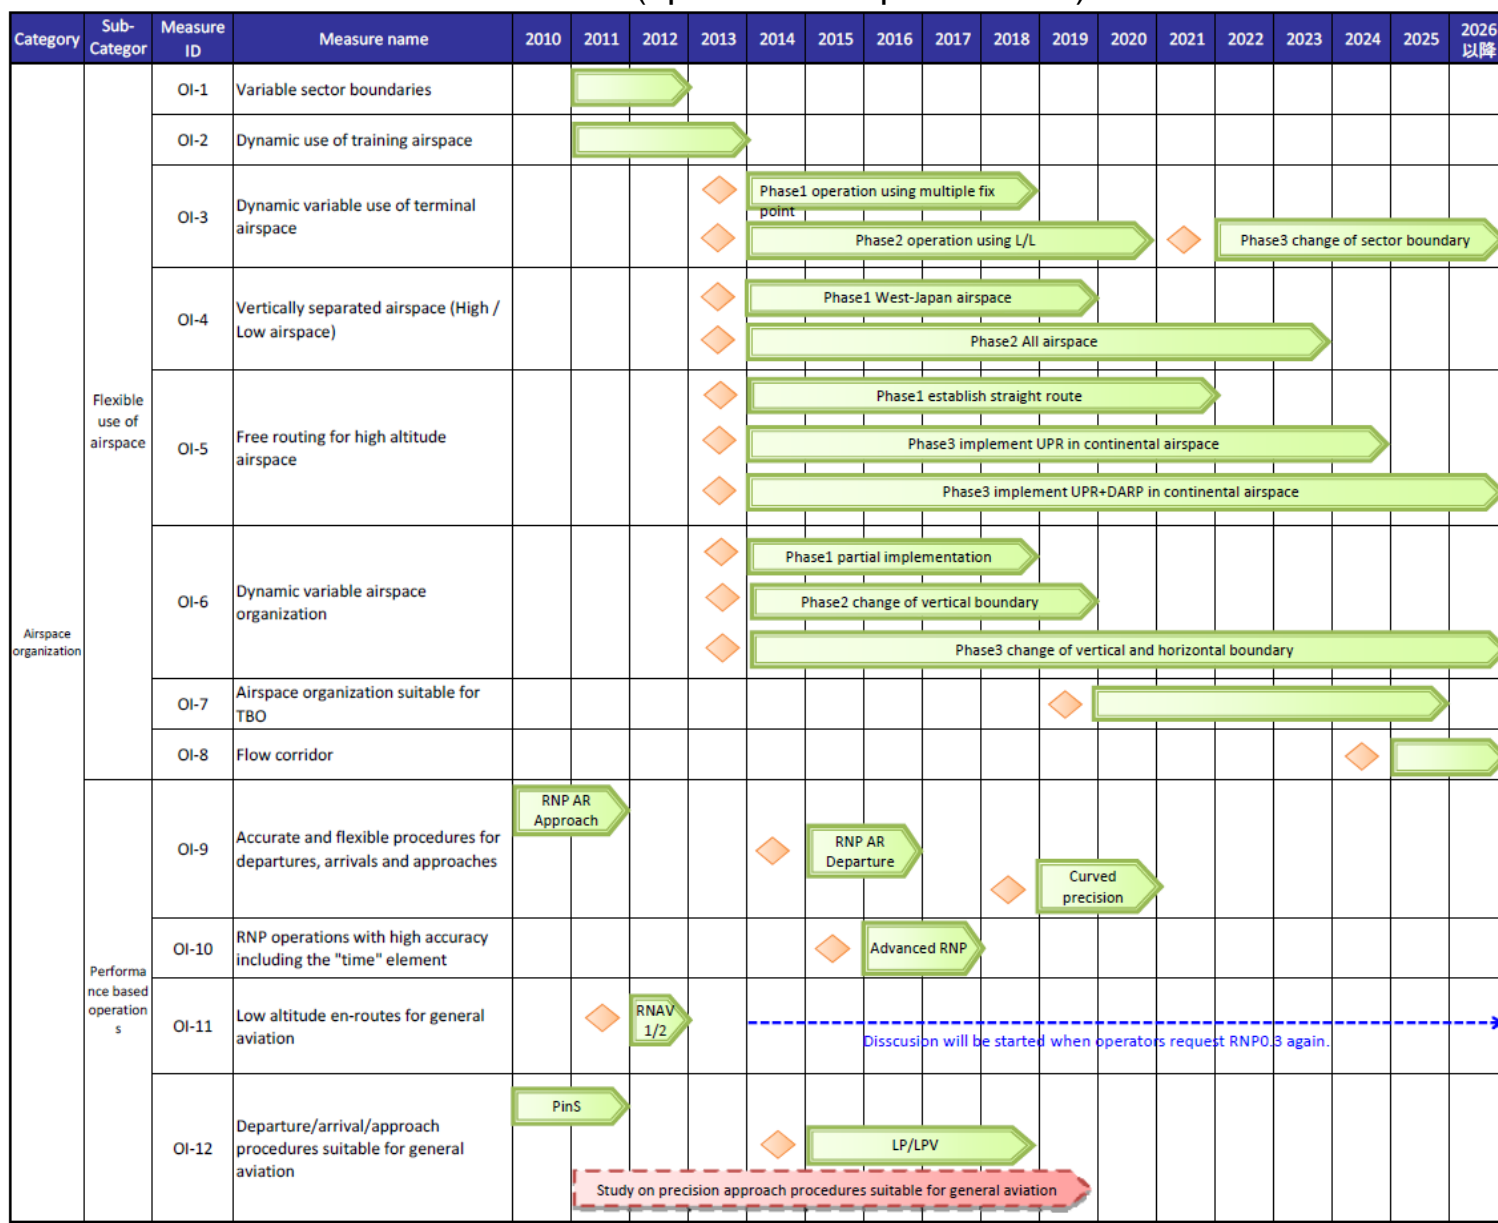 Category
Sub-
Categor
Measure
ID
Measure name
2010
2011
2012
2013
2014
2015
2016
2017
2018
2019
2020
2021
2022
2023
2024
2025
2026
以降
Airspace
organization
Flexible
use of
airspace
OI-1
Variable sector boundaries
OI-2
Dynamic use of training airspace
OI-3
Dynamic variable use of terminal
airspace
Phase1 operation using multiple fix
point
Phase2 operation using L/L
Phase3 change of sector boundary
OI-4
Vertically separated airspace (High /
Low airspace)
Phase1 West-Japan airspace
Phase2 All airspace
OI-5
Free routing for high altitude
airspace
Phase1 establish straight route
Phase3 implement UPR in continental airspace
Phase3 implement UPR+DARP in continental airspace
OI-6
Dynamic variable airspace
organization
Phase1 partial implementation
Phase2 change of vertical boundary
Phase3 change of vertical and horizontal boundary
OI-7
Airspace organization suitable for
TBO
OI-8
Flow corridor
Performa
nce based
operation
s
OI-9
Accurate and flexible procedures for
departures, arrivals and approaches
RNP AR
Approach
RNP AR
Departure
Curved
precision
OI-10
RNP operations with high accuracy
including the "time" element
Advanced RNP
OI-11
Low altitude en-routes for general
aviation
RNAV
1/2
Disscusion will be started when operators request RNP0.3 again.
OI-12
Departure/arrival/approach
procedures suitable for general
aviation
PinS
LP/LPV
Study on precision approach procedures suitable for general aviation